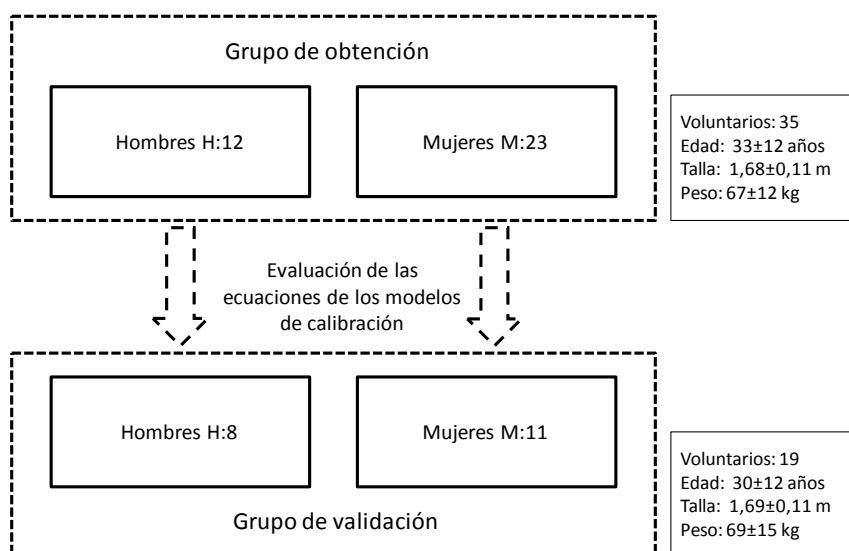 Grupo de obtención
Hombres H:12
Mujeres M:23
Voluntarios: 35
Edad: 33±12 años
Talla: 1,68±0,11 m
Peso: 67±12 kg
Evaluación de las
ecuaciones de los modelos
de calibración
Hombres H:8
Mujeres M:11
Grupo de validación
Voluntarios: 19
Edad: 30±12 años
Talla: 1,69±0,11 m
Peso: 69±15 kg